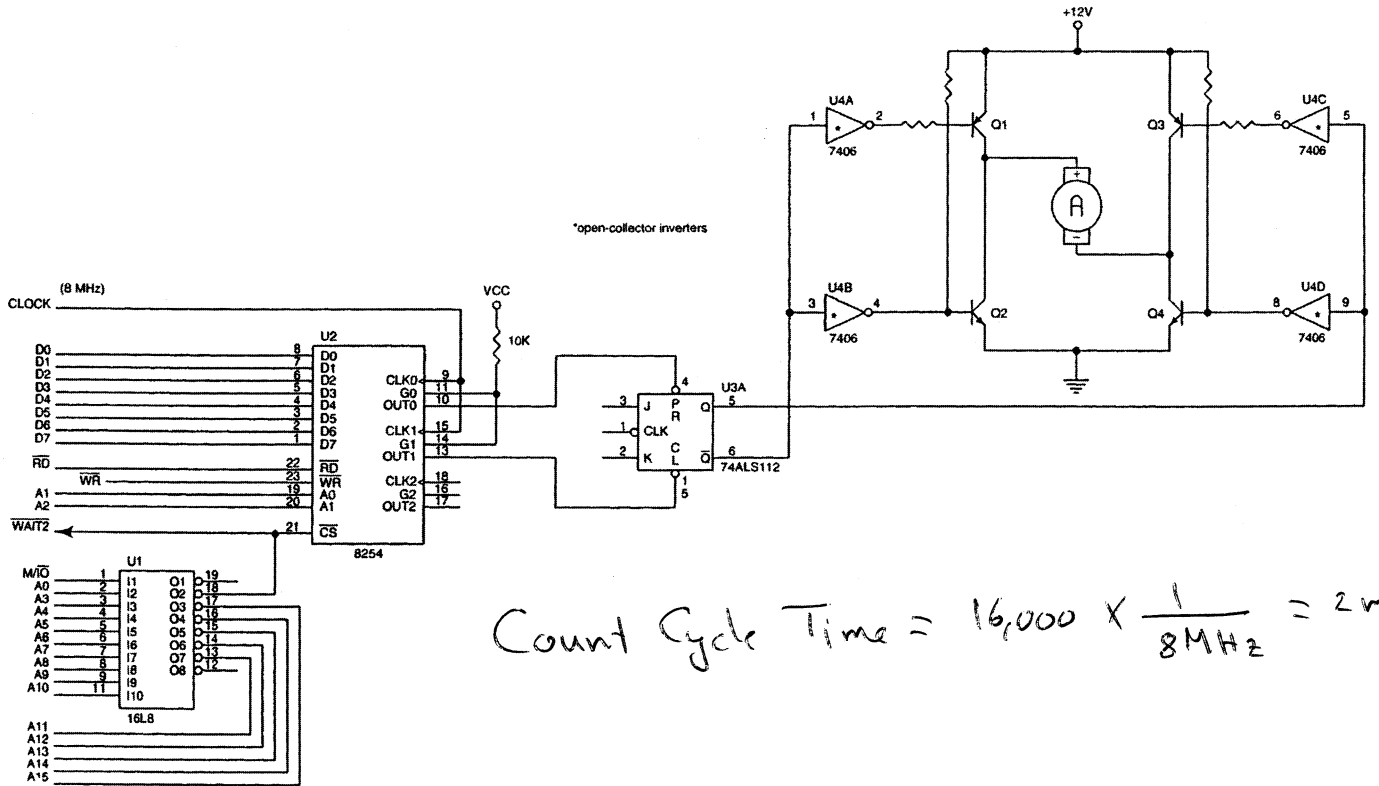 +12V
U4A
1 * 2
7406
Q1
Q3
U4C
6 * 5
7406
+
A
-
*open-collector inverters
U4B
3 * 4
7406
Q2
Q4
U4D
8 * 9
7406
(8 MHz)
CLOCK
VCC
10K
U2
D0 8 D0
D1 7 D1
D2 6 D2
D3 5 D3
D4 4 D4
D5 3 D5
D6 2 D6
D7 1 D7
RD 22 RD
WR 23 WR
A1 19 A0
A2 20 A1
WAIT2 21 CS
CLK0 9
G0 11
OUT0 10
CLK1 15
G1 14
OUT1 13
CLK2 18
G2 16
OUT2 17
8254
4 U3A
3 J PR Q 5
1 CLK
2 K CL Q 6
74ALS112
1
5
U1
M/IO 1 I1 O1 19
A0 2 I2 O2 18
A3 3 I3 O3 17
A4 4 I4 O4 16
A5 5 I5 O5 15
A6 6 I6 O6 14
A7 7 I7 O7 13
A8 8 I8 O8 12
A9 9 I9
A10 11 I10
16L8
A11
A12
A13
A14
A15
Count Cycle Time = 16,000 × 1/8MHz = 2